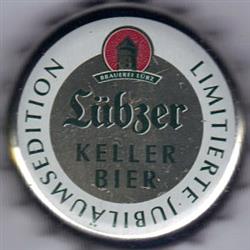 BRAUEREI LÜBZ
Lübzer
KELLER
BIER
LIMITIERTE · JUBILÄUMSEDITION